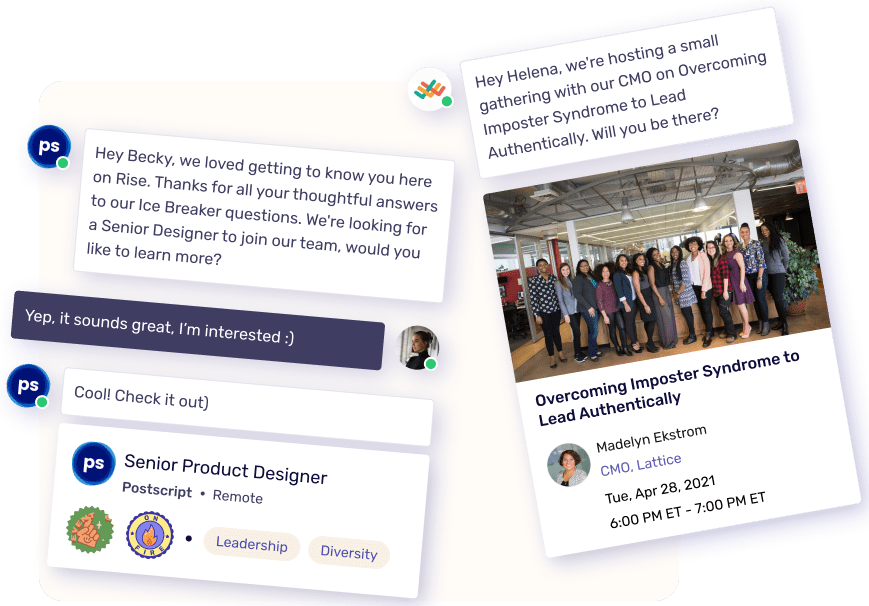 ps
Hey Becky, we loved getting to know you here
on Rise. Thanks for all your thoughtful answers
to our Ice Breaker questions. We're looking for
a Senior Designer to join our team, would you
like to learn more?
Yep, it sounds great, I'm interested :)
ps
Cool! Check it out)
ps
Senior Product Designer
Postscript • Remote
ON
FIRE
•
Leadership
Diversity
Hey Helena, we're hosting a small
gathering with our CMO on Overcoming
Imposter Syndrome to Lead
Authentically. Will you be there?
Overcoming Imposter Syndrome to
Lead Authentically
Madelyn Ekstrom
CMO, Lattice
Tue, Apr 28, 2021
6:00 PM ET - 7:00 PM ET